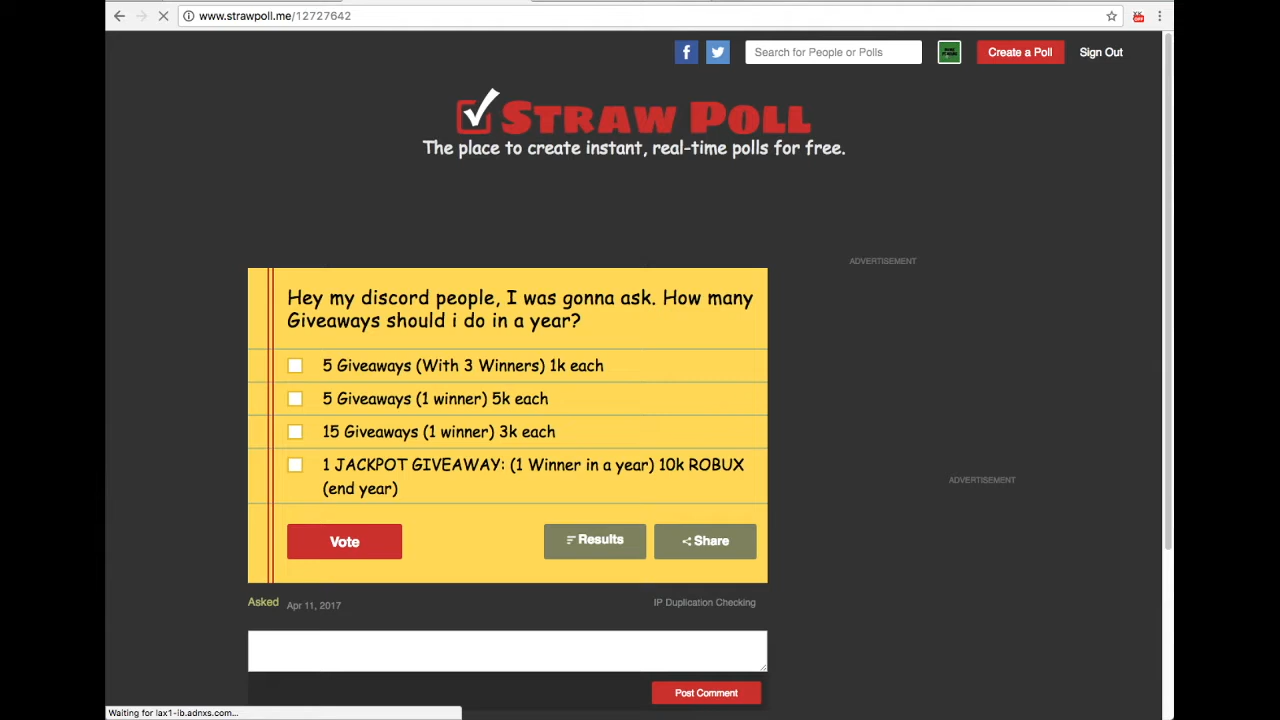 www.strawpoll.me/12727642
Search for People or Polls
Create a Poll
Sign Out
STRAW POLL
The place to create instant, real-time polls for free.
ADVERTISEMENT
Hey my discord people, I was gonna ask. How many
Giveaways should i do in a year?
5 Giveaways (With 3 Winners) 1k each
5 Giveaways (1 winner) 5k each
15 Giveaways (1 winner) 3k each
1 JACKPOT GIVEAWAY: (1 Winner in a year) 10k ROBUX
(end year)
ADVERTISEMENT
Vote
Results
Share
Asked Apr 11, 2017
IP Duplication Checking
Post Comment
Waiting for lax1-ib.adnxs.com...